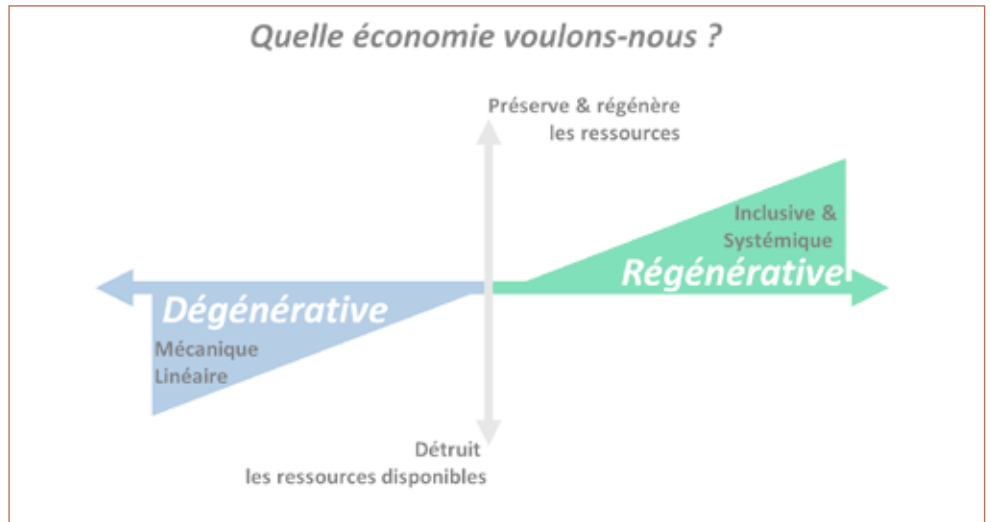 Quelle économie voulons-nous ?
Préserve & régénère
les ressources
Inclusive &
Systémique
Régénérative
Dégénérative
Mécanique
Linéaire
Détruit
les ressources disponibles